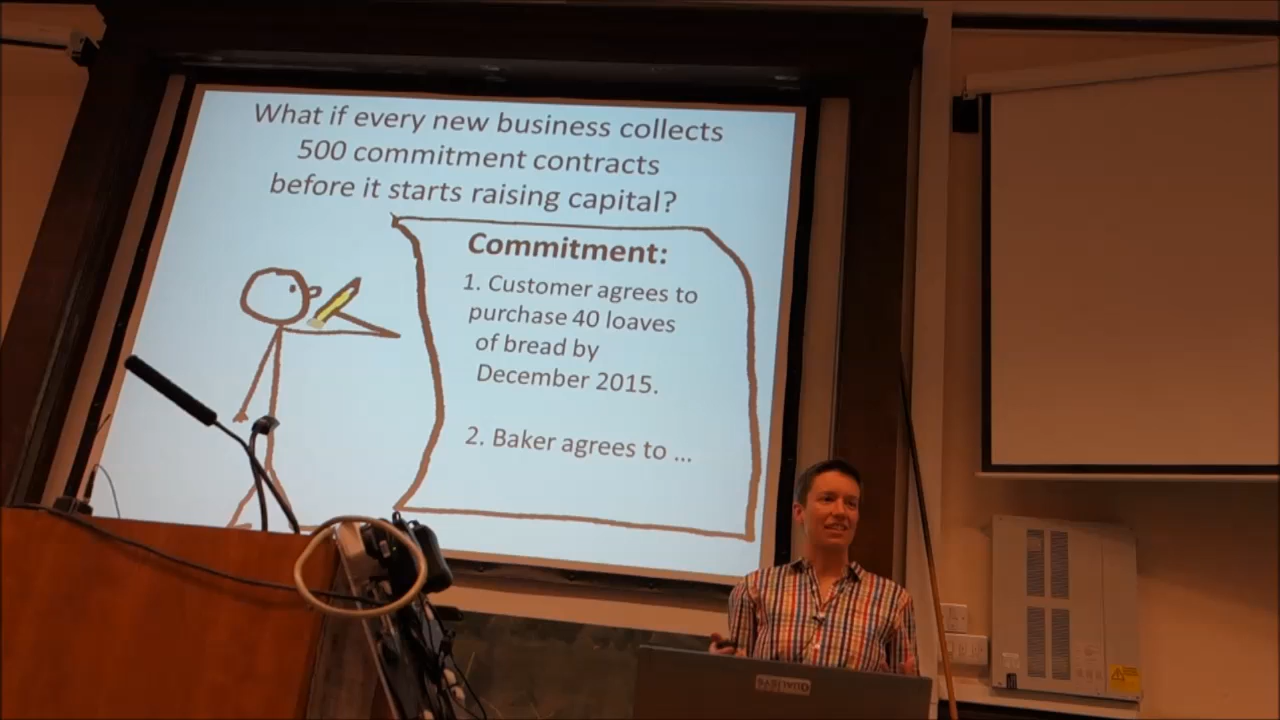 What if every new business collects
500 commitment contracts
before it starts raising capital?
Commitment:
1. Customer agrees to
purchase 40 loaves
of bread by
December 2015.
2. Baker agrees to ...
QUALISYS